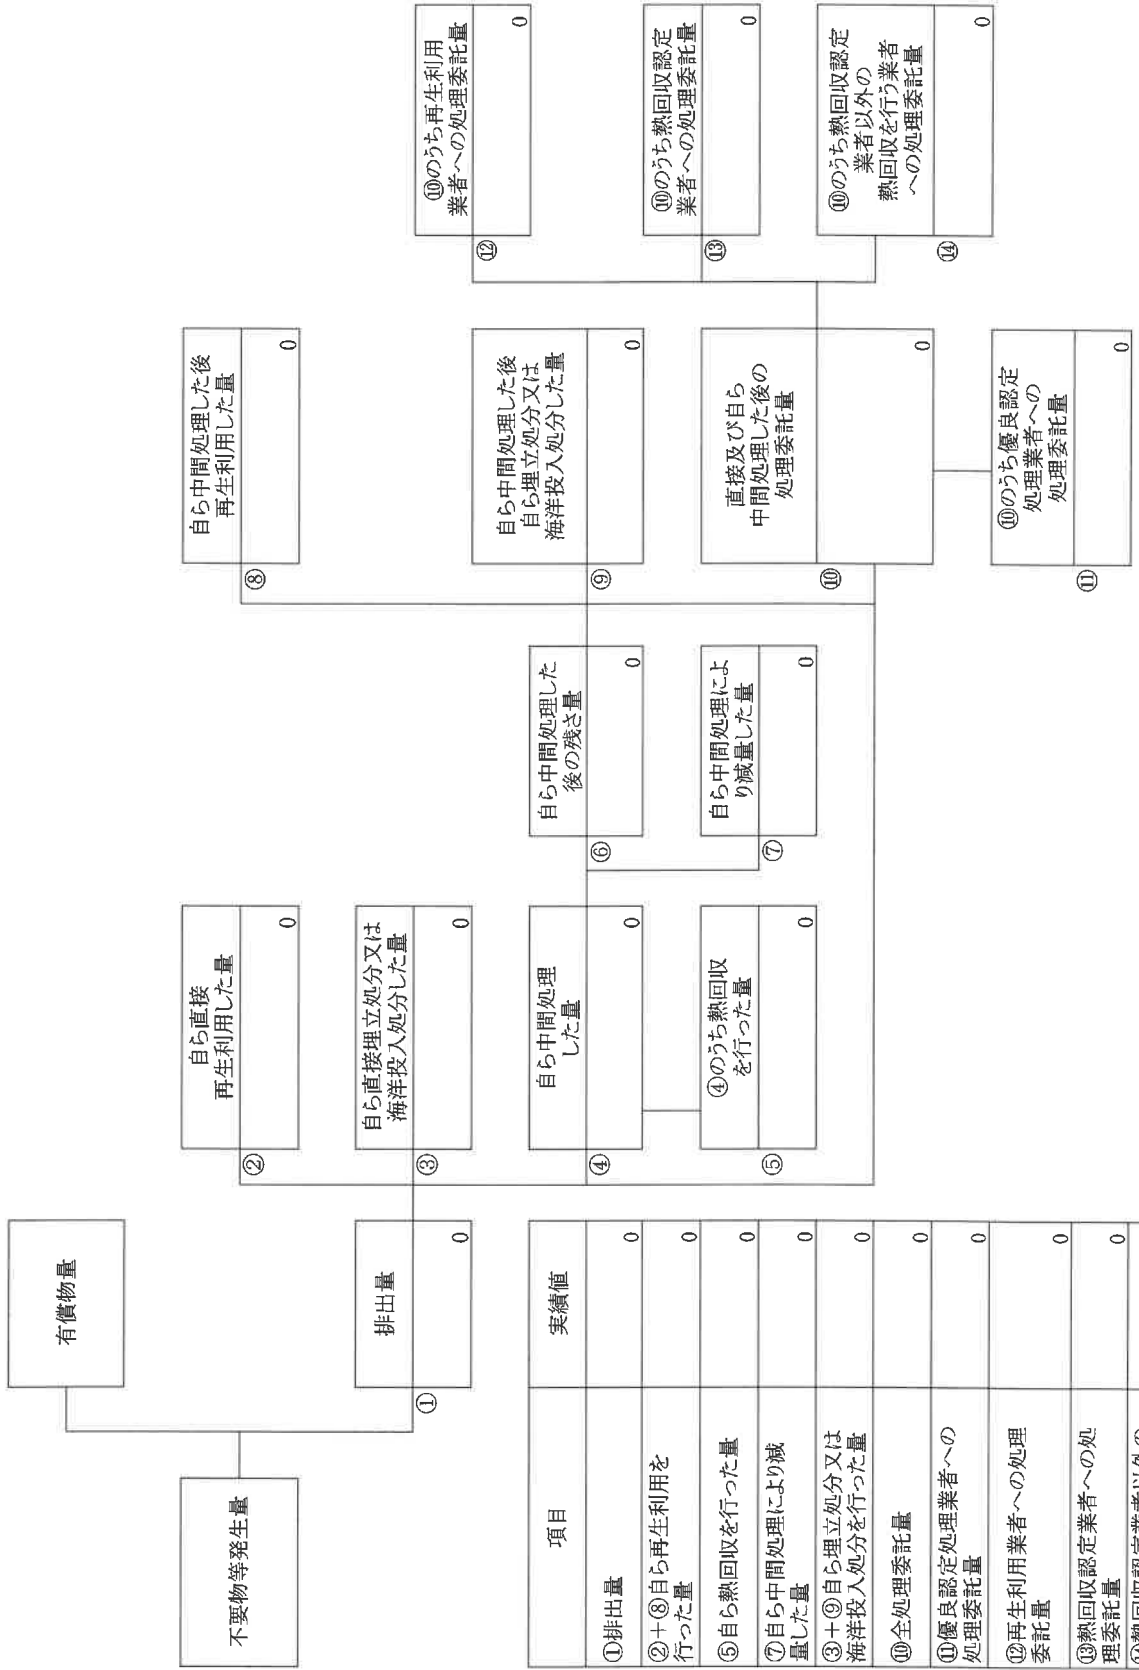 有償物量
不要物等発生量
排出量
0
①
自ら直接
再生利用した量
0
②
自ら直接埋立処分又は
海洋投入処分した量
0
③
自ら中間処理
した量
0
④
④のうち熱回収
を行った量
0
⑤
自ら中間処理した
後の残さ量
0
⑥
自ら中間処理によ
り減量した量
0
⑦
自ら中間処理した後
再生利用した量
0
⑧
自ら中間処理した後
自ら埋立処分又は
海洋投入処分した量
0
⑨
直接及び自ら
中間処理した後の
処理委託量
0
⑩
⑩のうち優良認定
処理業者への
処理委託量
0
⑪
⑩のうち再生利用
業者への処理委託量
0
⑫
⑩のうち熱回収認定
業者への処理委託量
0
⑬
⑩のうち熱回収認定
業者以外の
熱回収を行う業者
への処理委託量
0
⑭
項目 実績値
①排出量 0
②+⑧自ら再生利用を
行った量 0
⑤自ら熱回収を行った量 0
⑦自ら中間処理により減
量した量 0
③+⑨自ら埋立処分又は
海洋投入処分を行った量 0
⑩全処理委託量 0
⑪優良認定処理業者への
処理委託量 0
⑫再生利用業者への処理
委託量 0
⑬熱回収認定業者への処
理委託量 0
⑭熱回収認定業者以外の